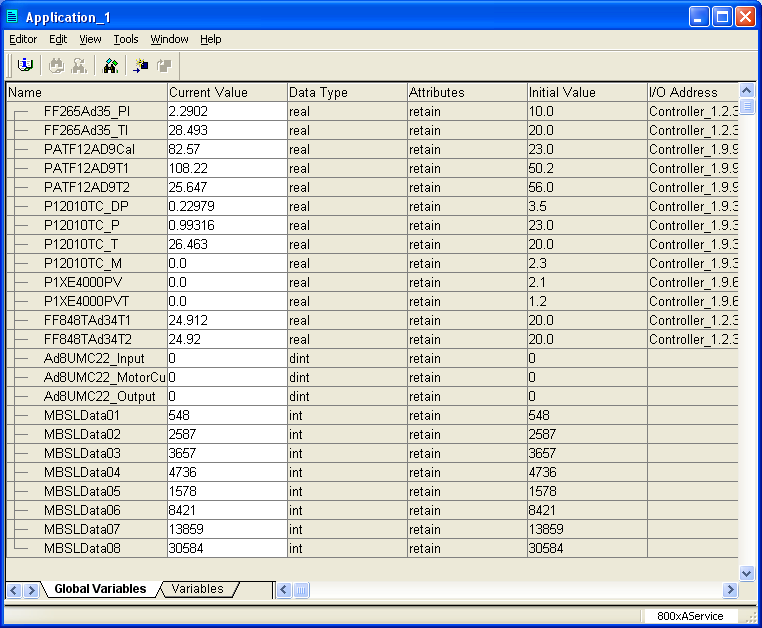 Application_1
Editor Edit View Tools Window Help
Name Current Value Data Type Attributes Initial Value I/O Address
FF265Ad35_PI 2.2902 real retain 10.0 Controller_1.2.3
FF265Ad35_TI 28.493 real retain 20.0 Controller_1.2.3
PATF12AD9Cal 82.57 real retain 23.0 Controller_1.9.9
PATF12AD9T1 108.22 real retain 50.2 Controller_1.9.9
PATF12AD9T2 25.647 real retain 56.0 Controller_1.9.9
P12010TC_DP 0.22979 real retain 3.5 Controller_1.9.3
P12010TC_P 0.99316 real retain 23.0 Controller_1.9.3
P12010TC_T 26.463 real retain 20.0 Controller_1.9.3
P12010TC_M 0.0 real retain 2.3 Controller_1.9.3
P1XE4000PV 0.0 real retain 2.1 Controller_1.9.6
P1XE4000PVT 0.0 real retain 1.2 Controller_1.9.6
FF848TAd34T1 24.912 real retain 20.0 Controller_1.2.3
FF848TAd34T2 24.92 real retain 20.0 Controller_1.2.3
Ad8UMC22_Input 0 dint retain 0
Ad8UMC22_MotorCu 0 dint retain 0
Ad8UMC22_Output 0 dint retain 0
MBSLData01 548 int retain 548
MBSLData02 2587 int retain 2587
MBSLData03 3657 int retain 3657
MBSLData04 4736 int retain 4736
MBSLData05 1578 int retain 1578
MBSLData06 8421 int retain 8421
MBSLData07 13859 int retain 13859
MBSLData08 30584 int retain 30584
Global Variables Variables
800xAService